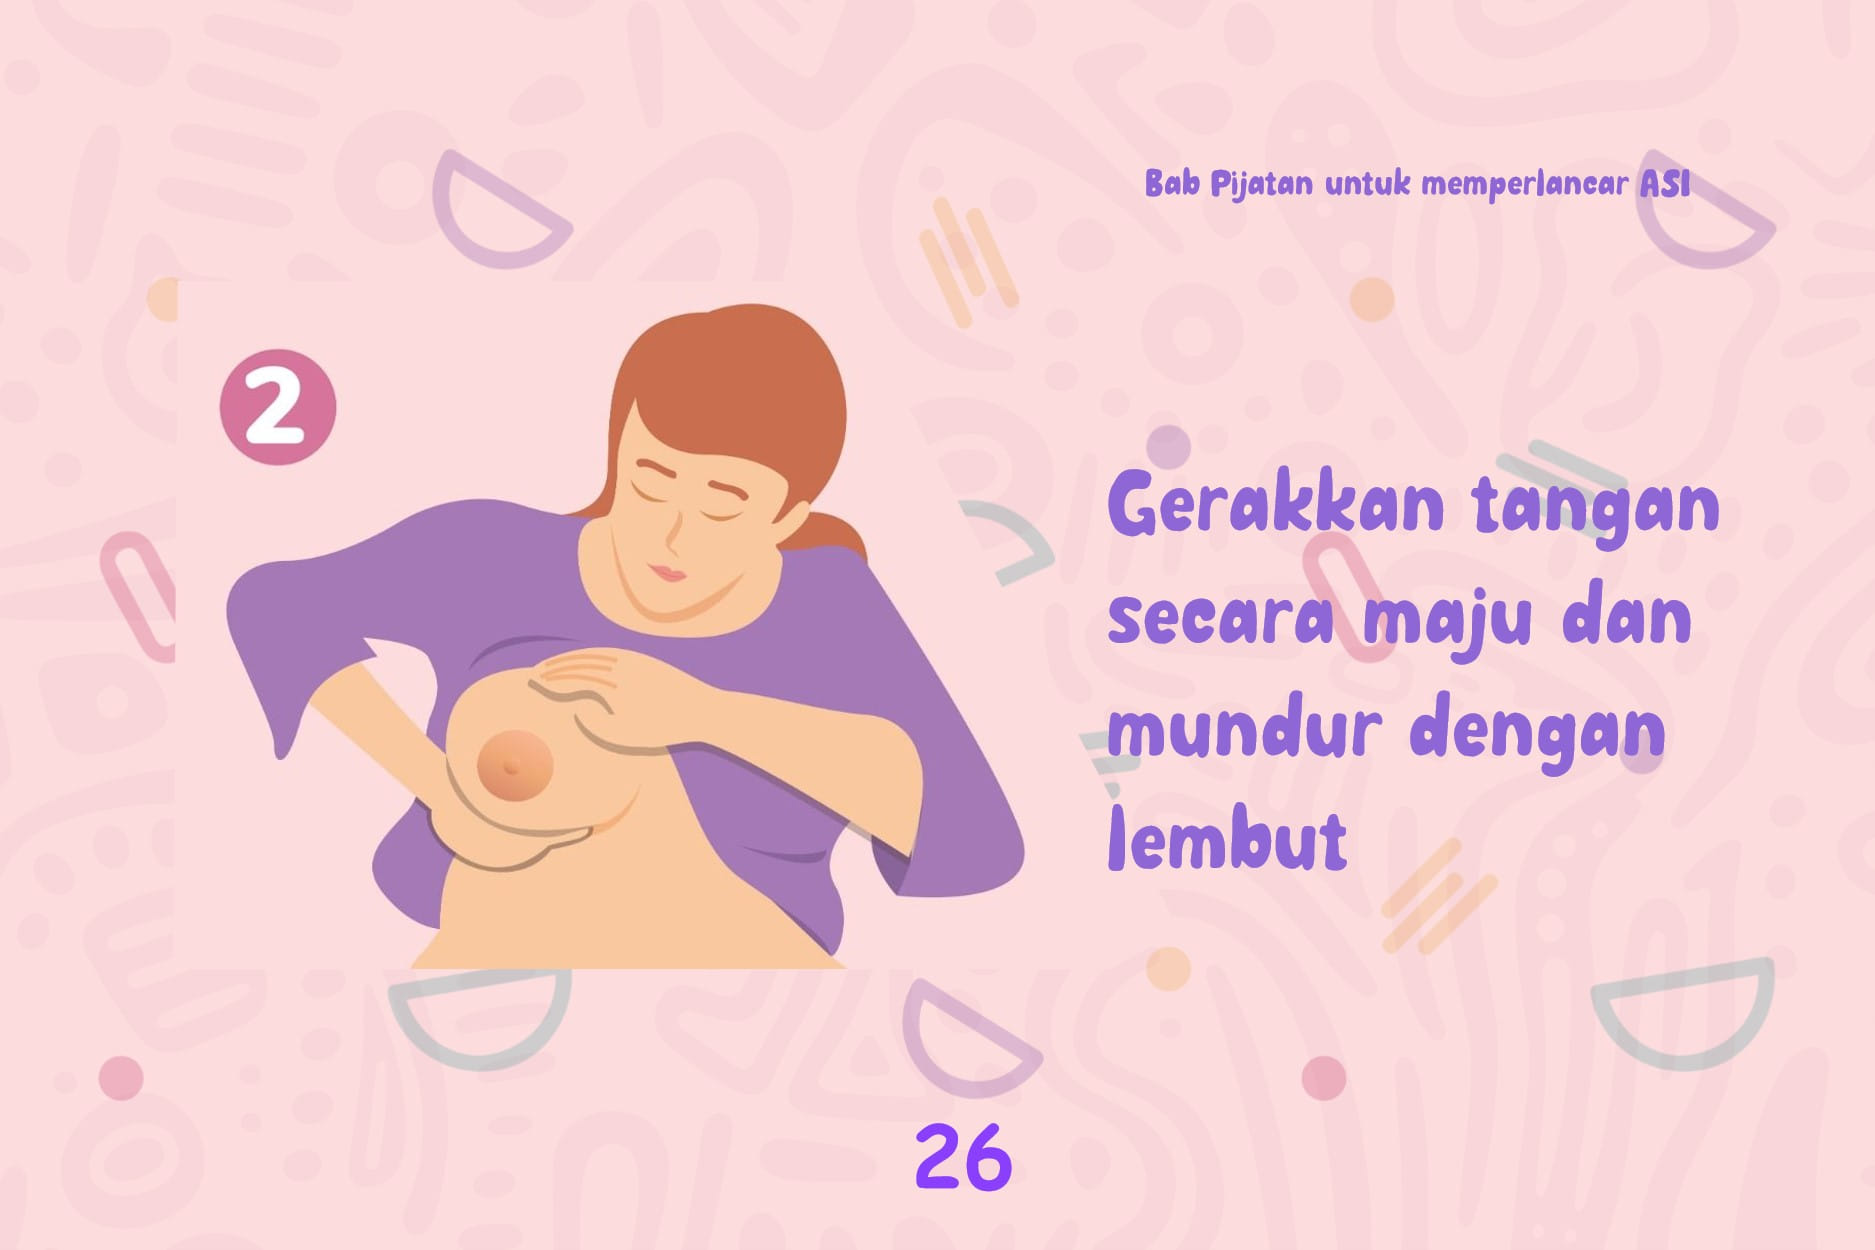 Bab Pijatan untuk memperlancar ASI
2
Gerakkan tangan
secara maju dan
mundur dengan
lembut
26